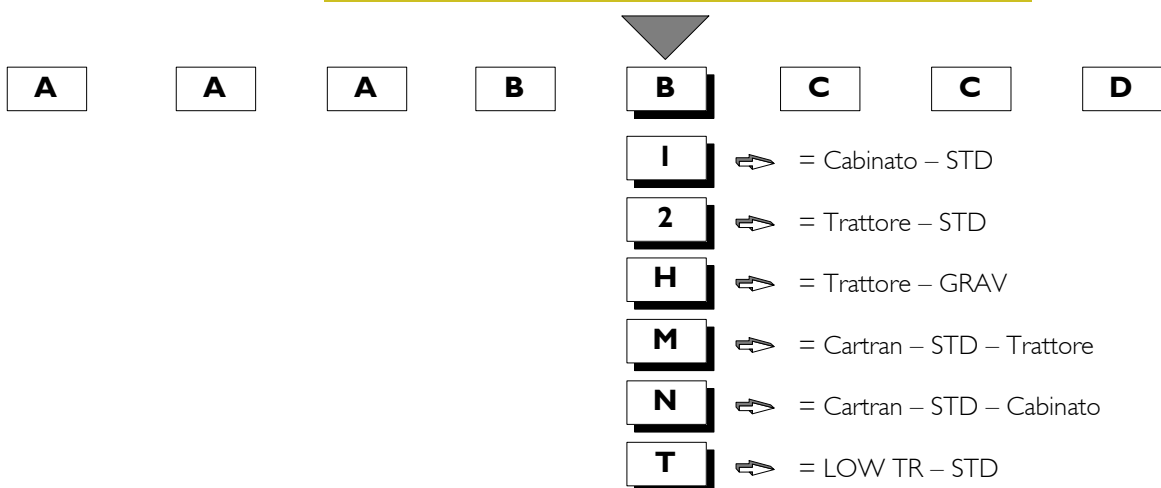 A A A B B C C D
1 = Cabinato – STD
2 = Trattore – STD
H = Trattore – GRAV
M = Cartran – STD – Trattore
N = Cartran – STD – Cabinato
T = LOW TR – STD